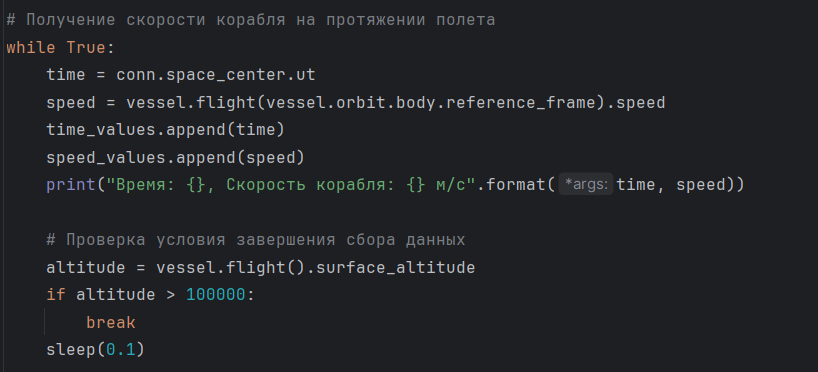 # Получение скорости корабля на протяжении полета
while True:
    time = conn.space_center.ut
    speed = vessel.flight(vessel.orbit.body.reference_frame).speed
    time_values.append(time)
    speed_values.append(speed)
    print("Время: {}, Скорость корабля: {} м/с".format( *args: time, speed))

    # Проверка условия завершения сбора данных
    altitude = vessel.flight().surface_altitude
    if altitude > 100000:
        break
    sleep(0.1)